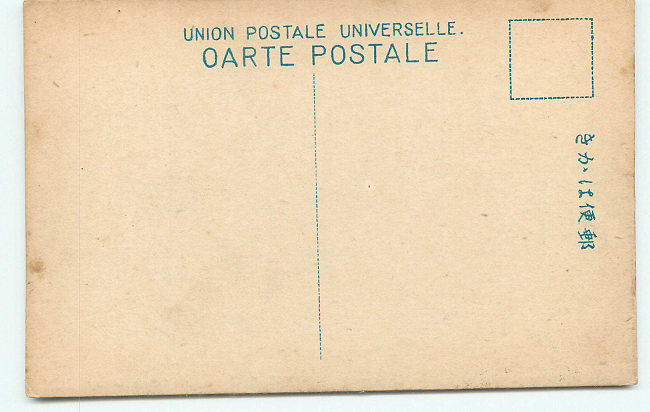 UNION POSTALE UNIVERSELLE.
OARTE POSTALE
郵便はかき